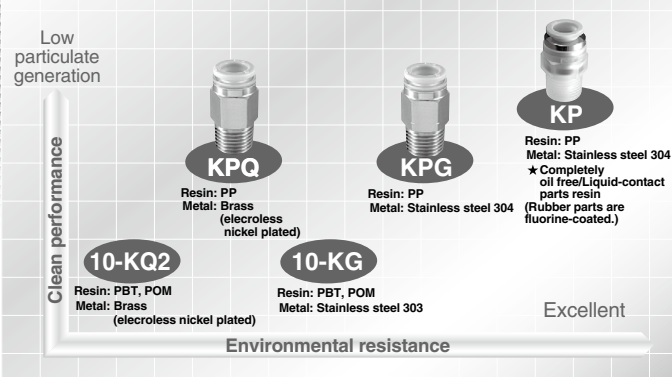 Low
particulate
generation
Clean performance
KP
Resin: PP
Metal: Stainless steel 304
★Completely
oil free/Liquid-contact
parts resin
(Rubber parts are
fluorine-coated.)
KPQ
Resin: PP
Metal: Brass
(elecroless
nickel plated)
KPG
Resin: PP
Metal: Stainless steel 304
10-KQ2
Resin: PBT, POM
Metal: Brass
(elecroless nickel plated)
10-KG
Resin: PBT, POM
Metal: Stainless steel 303
Excellent
Environmental resistance